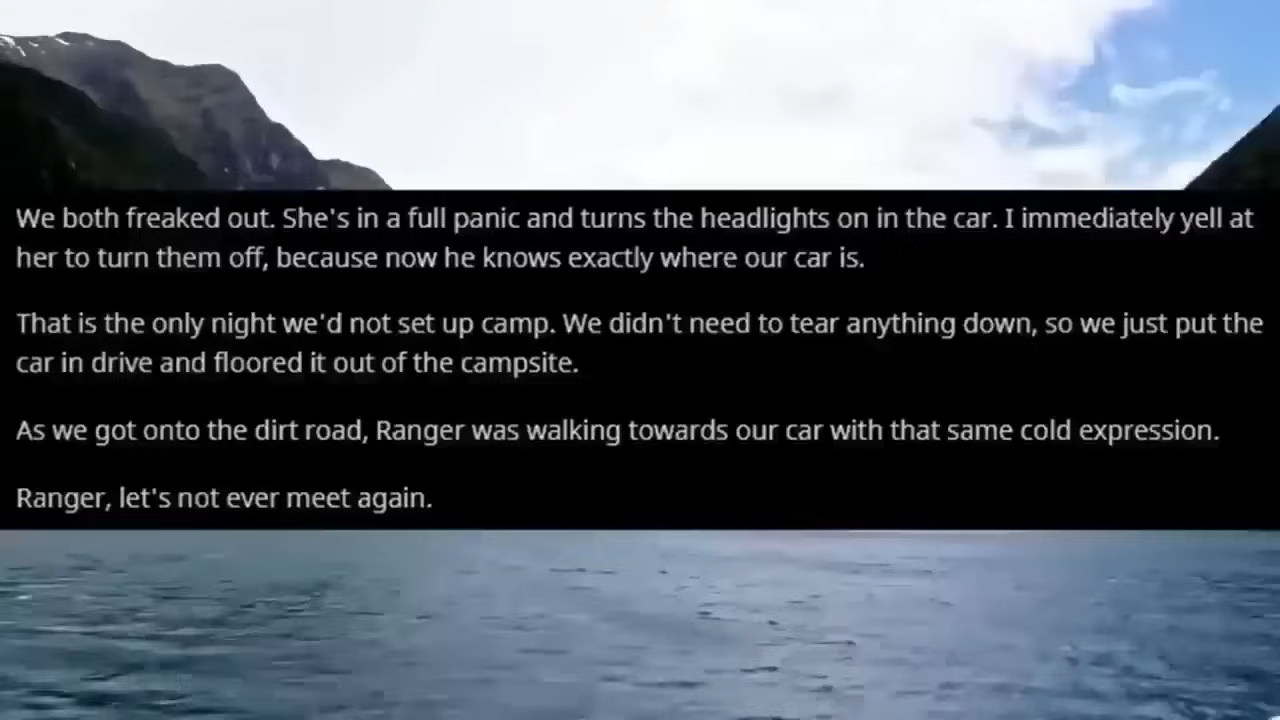 We both freaked out. She's in a full panic and turns the headlights on in the car. I immediately yell at
her to turn them off, because now he knows exactly where our car is.
That is the only night we'd not set up camp. We didn't need to tear anything down, so we just put the
car in drive and floored it out of the campsite.
As we got onto the dirt road, Ranger was walking towards our car with that same cold expression.
Ranger, let's not ever meet again.